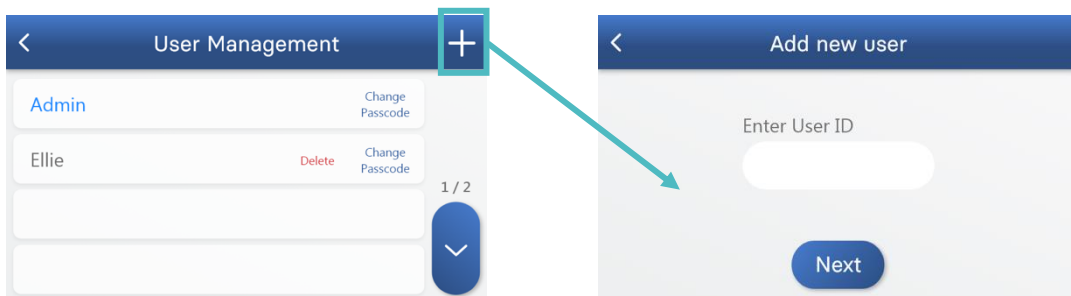 User Management
Admin
Change
Passcode
Ellie
Delete
Change
Passcode
1 / 2
Add new user
Enter User ID
Next